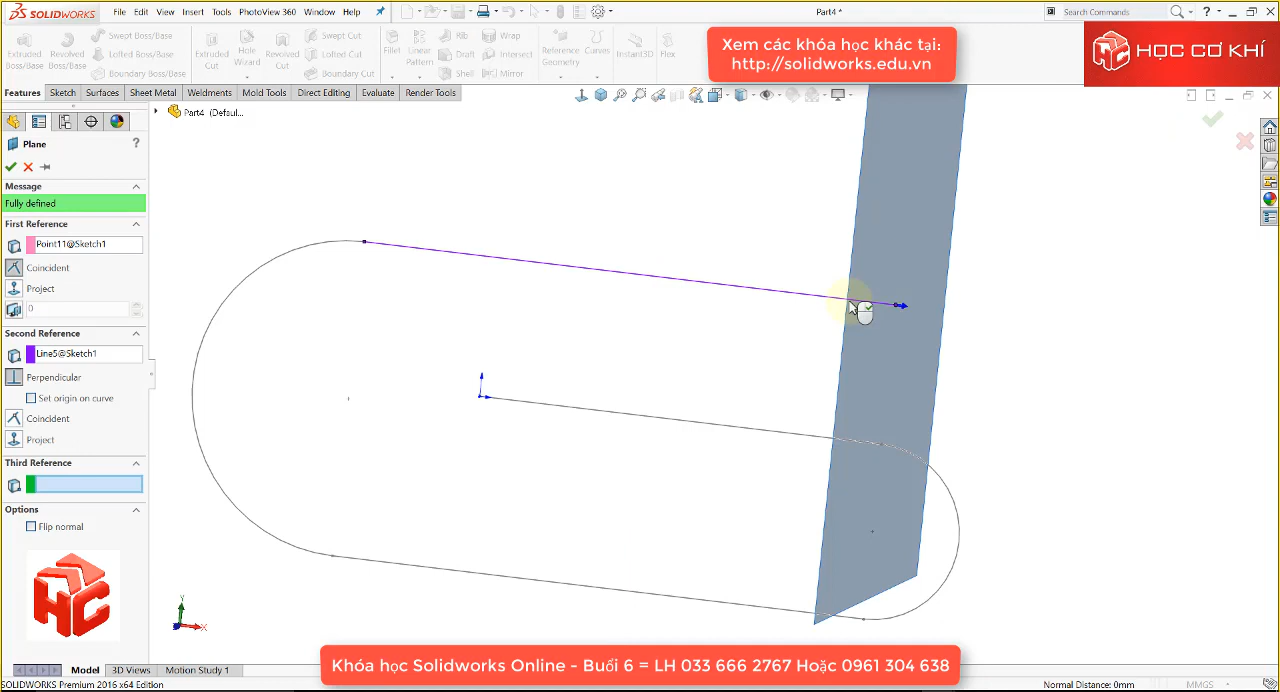 SOLIDWORKS File Edit View Insert Tools PhotoView 360 Window Help Part4 * Search Commands
Extruded Boss/Base Revolved Boss/Base Swept Boss/Base Lofted Boss/Base Boundary Boss/Base Extruded Cut Hole Wizard Revolved Cut Swept Cut Lofted Cut Boundary Cut Fillet Linear Pattern Rib Draft Shell Wrap Intersect Mirror Reference Geometry Curves Instant3D Flex
Xem các khóa học khác tại:
http://solidworks.edu.vn
HỌC CƠ KHÍ
Features Sketch Surfaces Sheet Metal Weldments Mold Tools Direct Editing Evaluate Render Tools
Part4 (Defaul...
Plane ?
Message
Fully defined
First Reference
Point11@Sketch1
Coincident
Project
0
Second Reference
Line5@Sketch1
Perpendicular
Set origin on curve
Coincident
Project
Third Reference
Options
Flip normal
HC
Y
X
Model 3D Views Motion Study 1
Khóa học Solidworks Online - Buổi 6 = LH 033 666 2767 Hoặc 0961 304 638
SOLIDWORKS Premium 2016 x64 Edition Normal Distance: 0mm MMGS